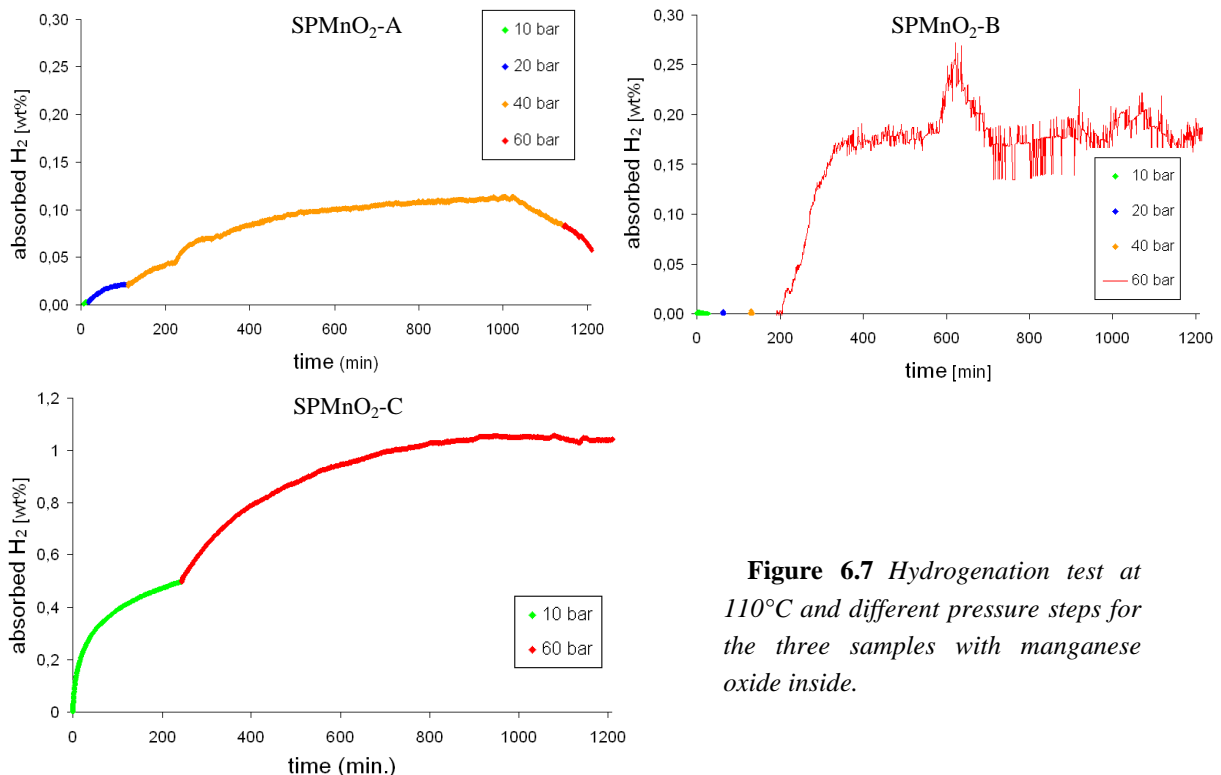 SPMnO₂-A
0,30
0,25
0,20
0,15
0,10
0,05
0,00
absorbed H₂ [wt%]
10 bar
20 bar
40 bar
60 bar
0 200 400 600 800 1000 1200
time (min)
SPMnO₂-B
0,30
0,25
0,20
0,15
0,10
0,05
0,00
absorbed H₂ [wt%]
10 bar
20 bar
40 bar
60 bar
0 200 400 600 800 1000 1200
time [min]
SPMnO₂-C
1,2
1
0,8
0,6
0,4
0,2
0
absorbed H₂ [wt%]
10 bar
60 bar
0 200 400 600 800 1000 1200
time (min.)
Figure 6.7 Hydrogenation test at
110°C and different pressure steps for
the three samples with manganese
oxide inside.